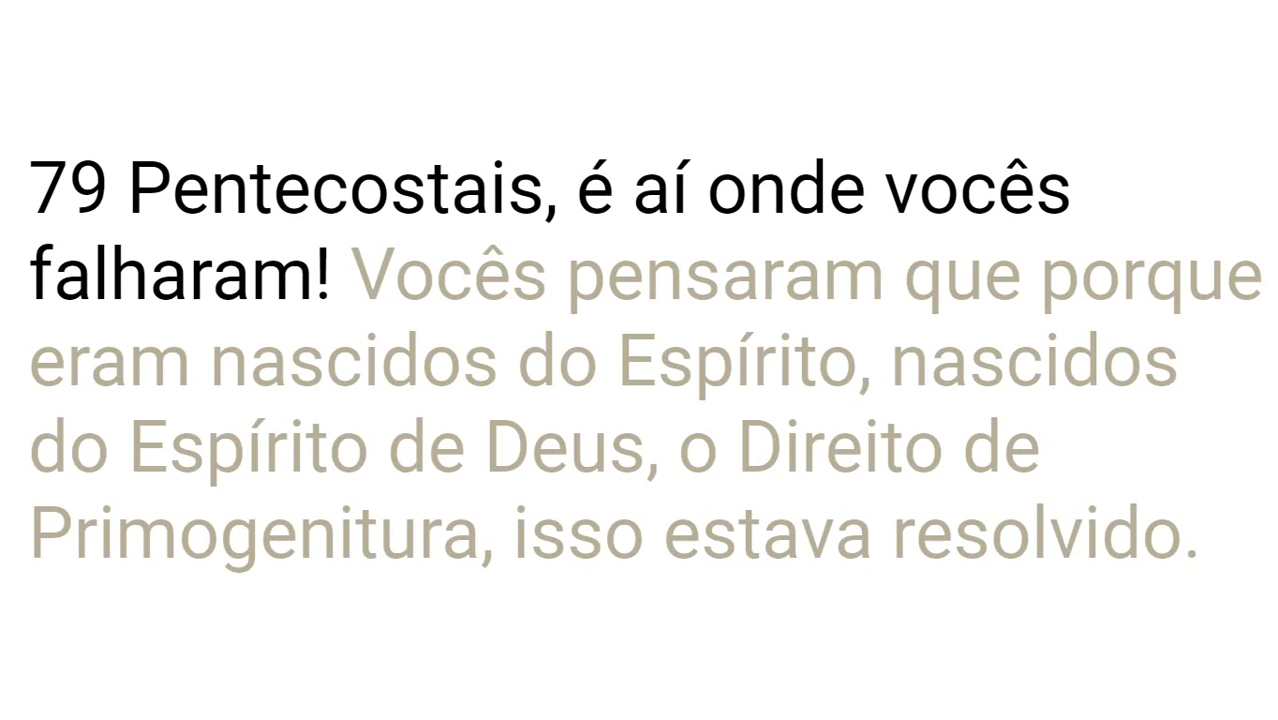 79 Pentecostais, é aí onde vocês
falharam! Vocês pensaram que porque
eram nascidos do Espírito, nascidos
do Espírito de Deus, o Direito de
Primogenitura, isso estava resolvido.